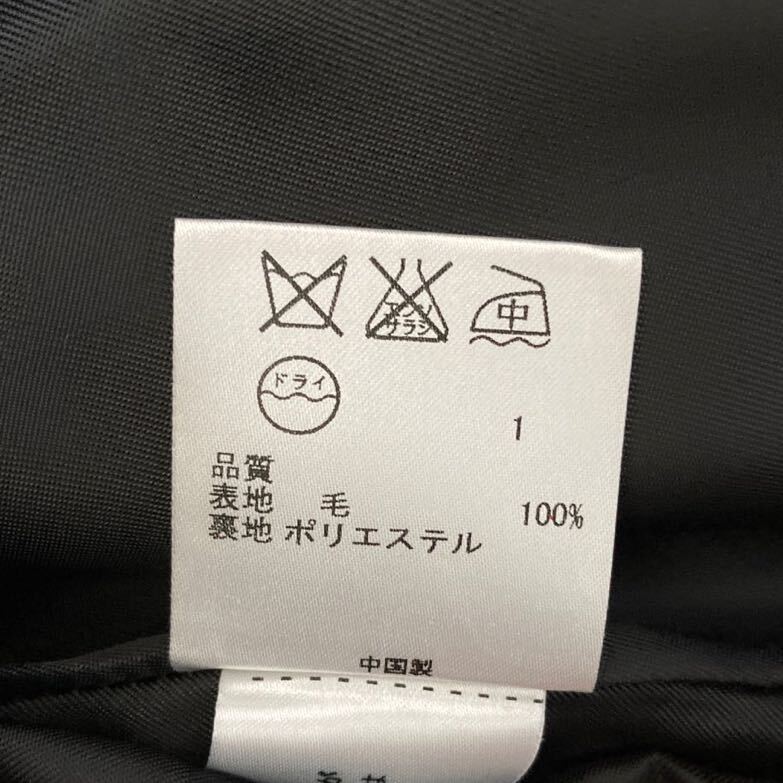 エンソ
サラシ
中
ドライ
1
品質
表地 毛 100%
裏地 ポリエステル
中国製